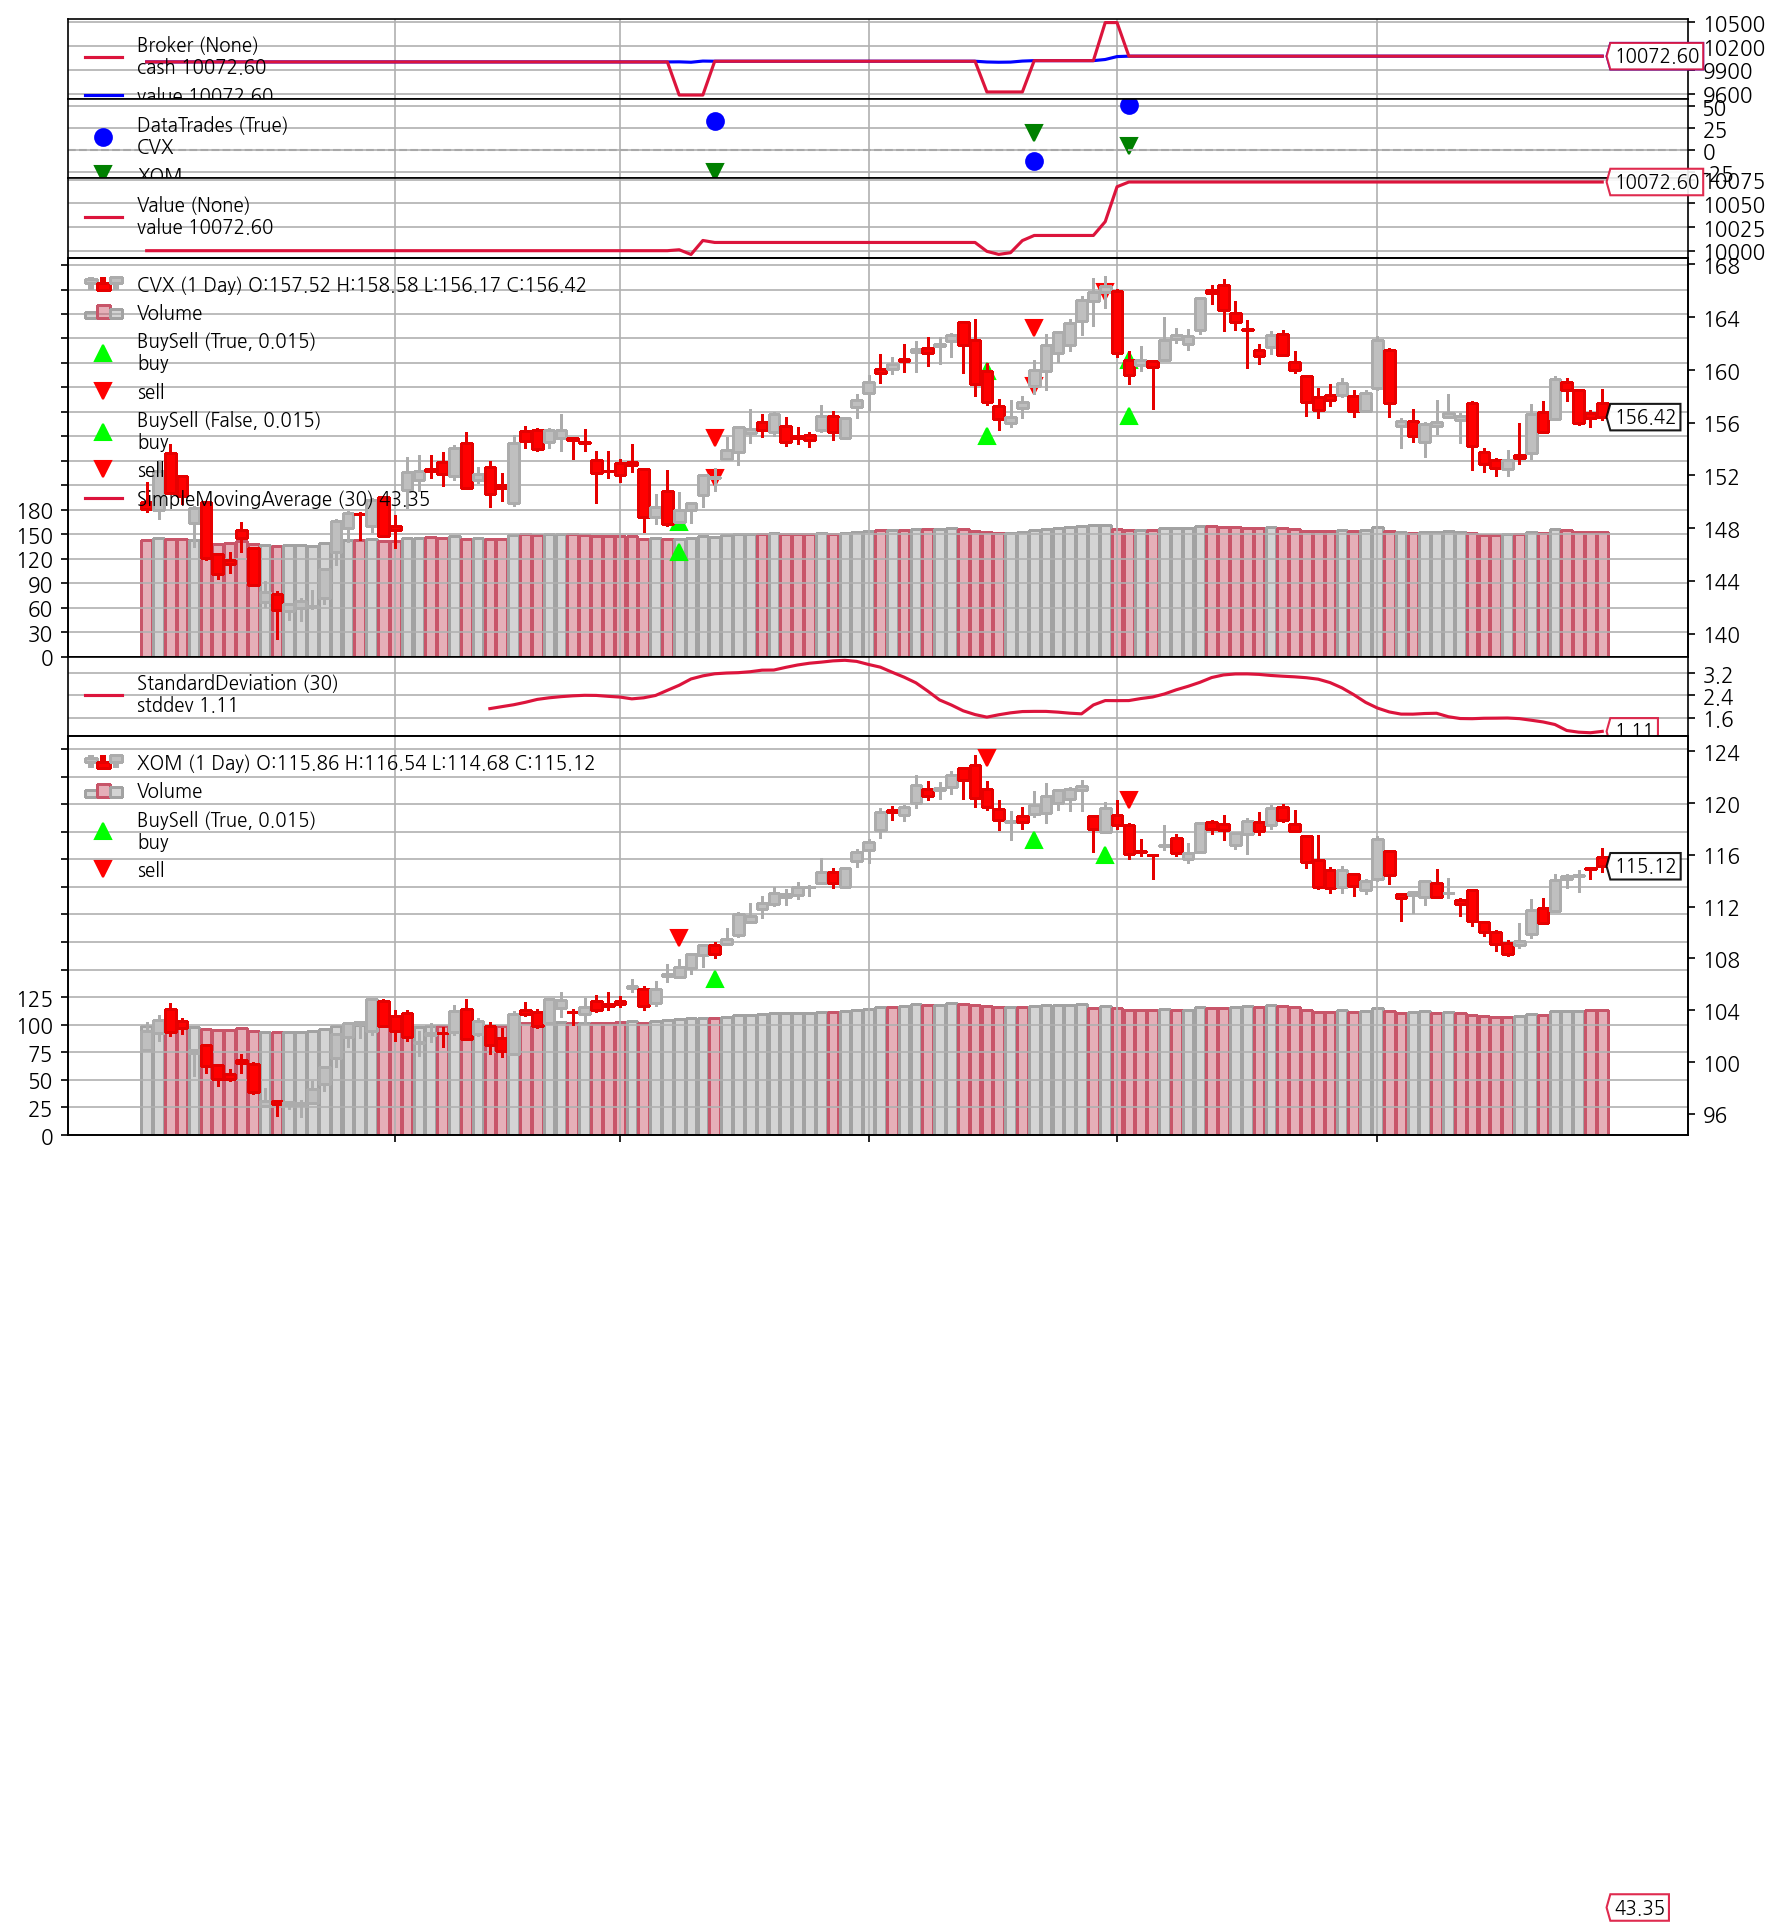 Broker (None)
cash 10072.60
value 10072.60
10500
10200
9900
9600
10072.60
DataTrades (True)
CVX
XOM
50
25
0
-25
Value (None)
value 10072.60
10075
10050
10025
10000
10072.60
CVX (1 Day) O:157.52 H:158.58 L:156.17 C:156.42
Volume
BuySell (True, 0.015)
buy
sell
BuySell (False, 0.015)
buy
sell
SimpleMovingAverage (30) 43.35
180
150
120
90
60
30
0
168
164
160
156
152
148
144
140
156.42
StandardDeviation (30)
stddev 1.11
3.2
2.4
1.6
1.11
XOM (1 Day) O:115.86 H:116.54 L:114.68 C:115.12
Volume
BuySell (True, 0.015)
buy
sell
125
100
75
50
25
0
124
120
116
112
108
104
100
96
115.12
43.35